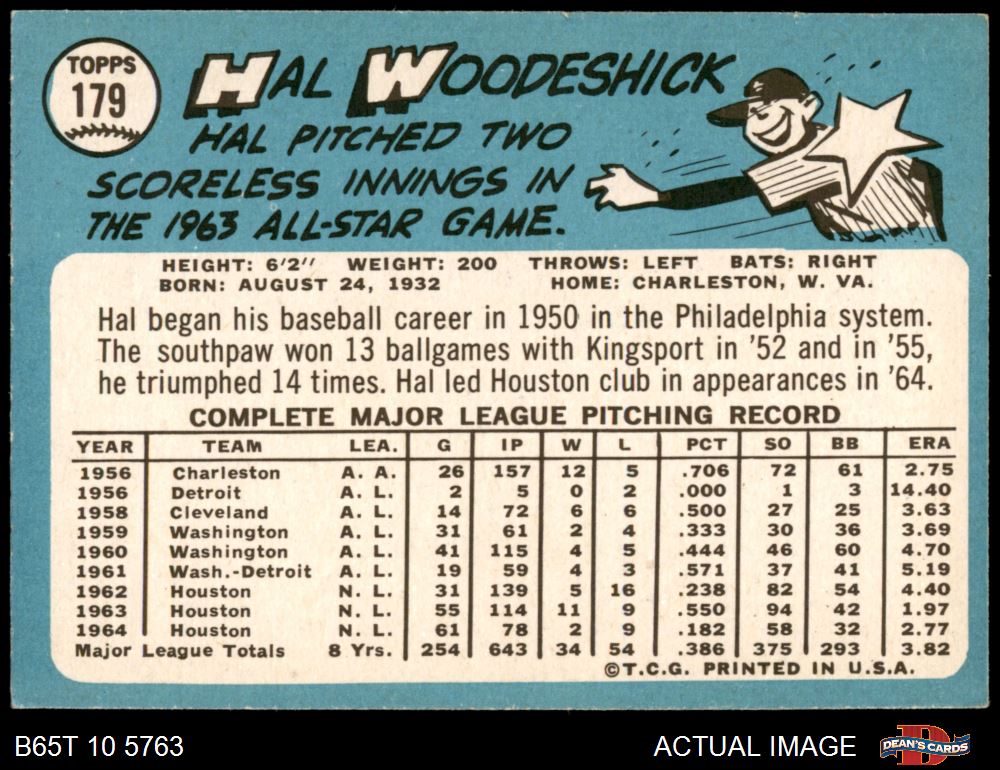 TOPPS
179
HAL WOODESHICK
HAL PITCHED TWO
SCORELESS INNINGS IN
THE 1963 ALL-STAR GAME.
HEIGHT: 6'2" WEIGHT: 200 THROWS: LEFT BATS: RIGHT
BORN: AUGUST 24, 1932 HOME: CHARLESTON, W. VA.
Hal began his baseball career in 1950 in the Philadelphia system.
The southpaw won 13 ballgames with Kingsport in '52 and in '55,
he triumphed 14 times. Hal led Houston club in appearances in '64.
COMPLETE MAJOR LEAGUE PITCHING RECORD
YEAR TEAM LEA. G IP W L PCT SO BB ERA
1956 Charleston A. A. 26 157 12 5 .706 72 61 2.75
1956 Detroit A. L. 2 5 0 2 .000 1 3 14.40
1958 Cleveland A. L. 14 72 6 6 .500 27 25 3.63
1959 Washington A. L. 31 61 2 4 .333 30 36 3.69
1960 Washington A. L. 41 115 4 5 .444 46 60 4.70
1961 Wash.-Detroit A. L. 19 59 4 3 .571 37 41 5.19
1962 Houston N. L. 31 139 5 16 .238 82 54 4.40
1963 Houston N. L. 55 114 11 9 .550 94 42 1.97
1964 Houston N. L. 61 78 2 9 .182 58 32 2.77
Major League Totals 8 Yrs. 254 643 34 54 .386 375 293 3.82
©T.C.G. PRINTED IN U.S.A.
B65T 10 5763 ACTUAL IMAGE DEAN'S CARDS